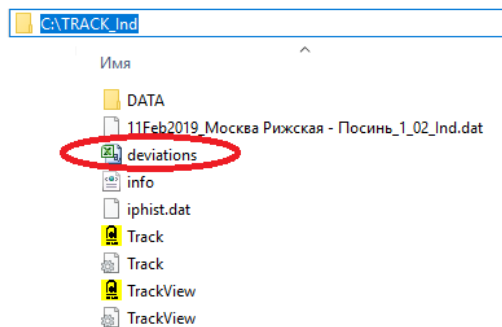 C:\TRACK_Ind
Имя
DATA
11Feb2019_Москва Рижская - Посинь_1_02_Ind.dat
deviations
info
iphist.dat
Track
Track
TrackView
TrackView